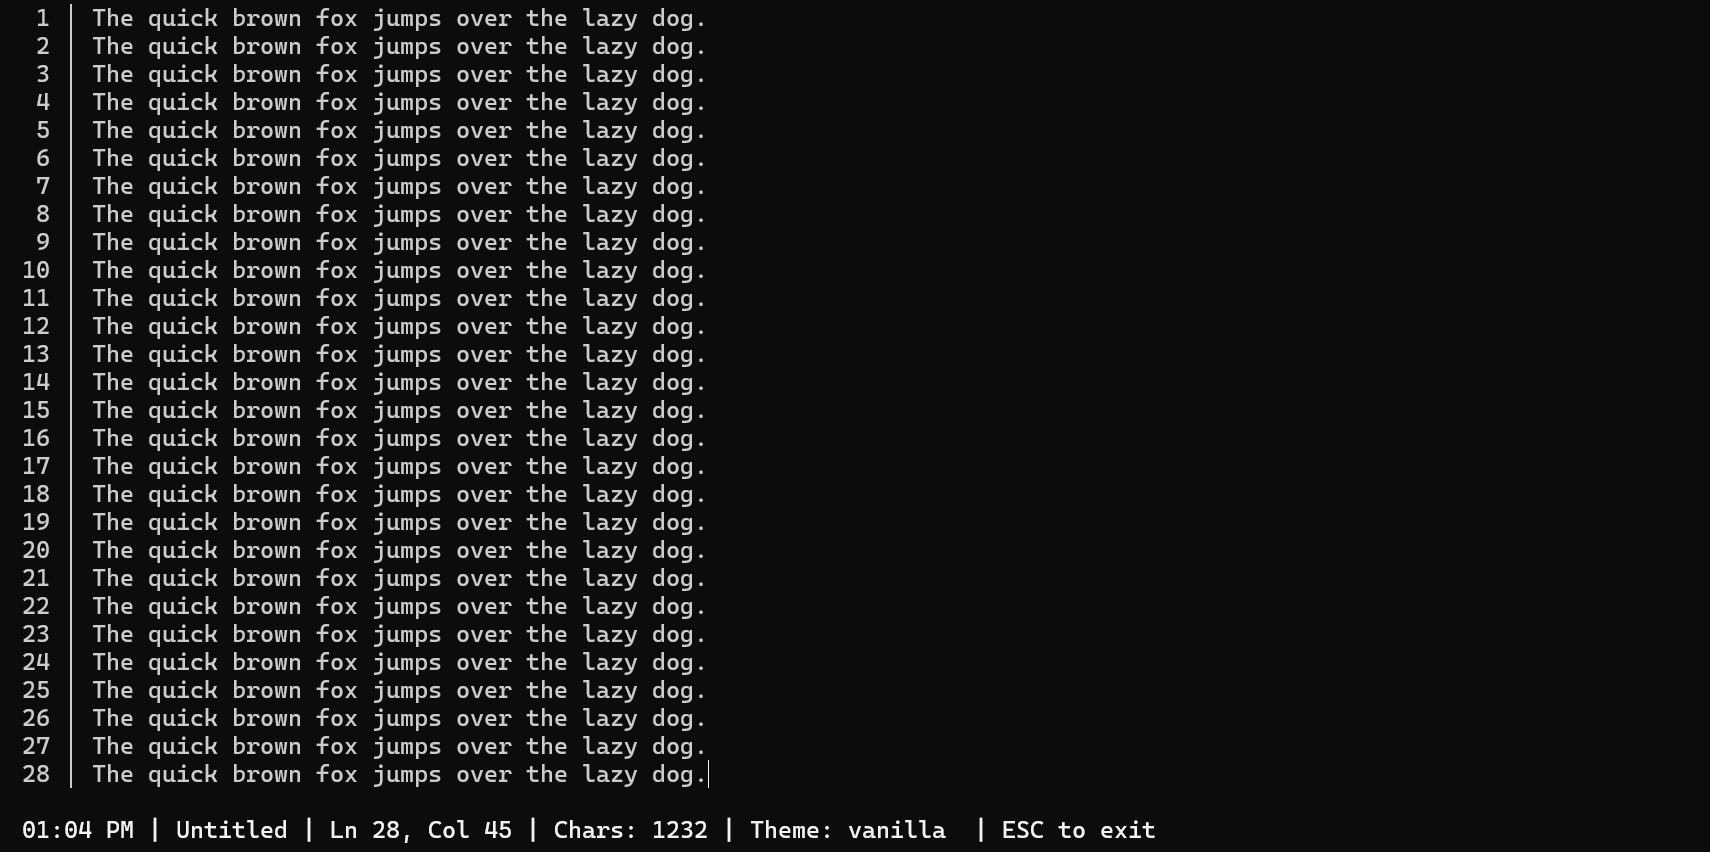 1 │ The quick brown fox jumps over the lazy dog.
2 │ The quick brown fox jumps over the lazy dog.
3 │ The quick brown fox jumps over the lazy dog.
4 │ The quick brown fox jumps over the lazy dog.
5 │ The quick brown fox jumps over the lazy dog.
6 │ The quick brown fox jumps over the lazy dog.
7 │ The quick brown fox jumps over the lazy dog.
8 │ The quick brown fox jumps over the lazy dog.
9 │ The quick brown fox jumps over the lazy dog.
10 │ The quick brown fox jumps over the lazy dog.
11 │ The quick brown fox jumps over the lazy dog.
12 │ The quick brown fox jumps over the lazy dog.
13 │ The quick brown fox jumps over the lazy dog.
14 │ The quick brown fox jumps over the lazy dog.
15 │ The quick brown fox jumps over the lazy dog.
16 │ The quick brown fox jumps over the lazy dog.
17 │ The quick brown fox jumps over the lazy dog.
18 │ The quick brown fox jumps over the lazy dog.
19 │ The quick brown fox jumps over the lazy dog.
20 │ The quick brown fox jumps over the lazy dog.
21 │ The quick brown fox jumps over the lazy dog.
22 │ The quick brown fox jumps over the lazy dog.
23 │ The quick brown fox jumps over the lazy dog.
24 │ The quick brown fox jumps over the lazy dog.
25 │ The quick brown fox jumps over the lazy dog.
26 │ The quick brown fox jumps over the lazy dog.
27 │ The quick brown fox jumps over the lazy dog.
28 │ The quick brown fox jumps over the lazy dog.
01:04 PM | Untitled | Ln 28, Col 45 | Chars: 1232 | Theme: vanilla  | ESC to exit